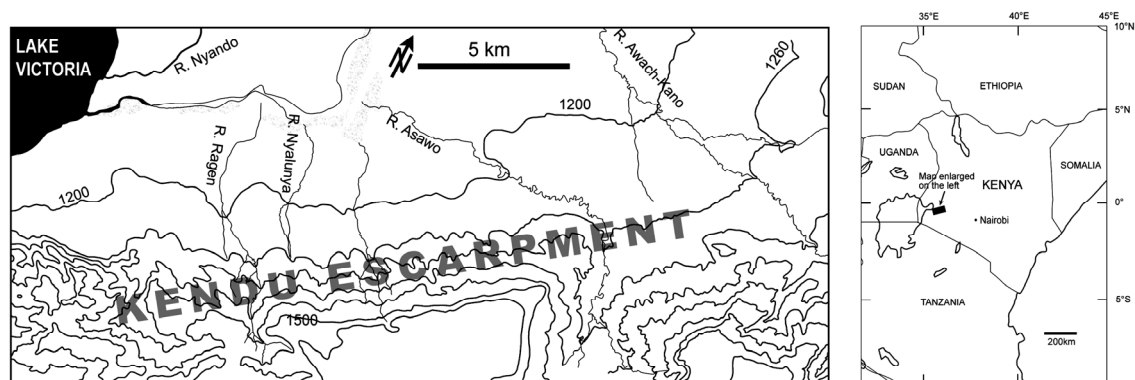 LAKE
VICTORIA
R. Nyando
5 km
R. Awach-Kano
1260
1200
R. Ragen
R. Nyalunya
R. Asawo
1200
KENDU ESCARPMENT
1500
35°E
40°E
45°E
10°N
SUDAN
ETHIOPIA
5°N
UGANDA
SOMALIA
Map enlarged
on the left
KENYA
0°
Nairobi
TANZANIA
5°S
200km